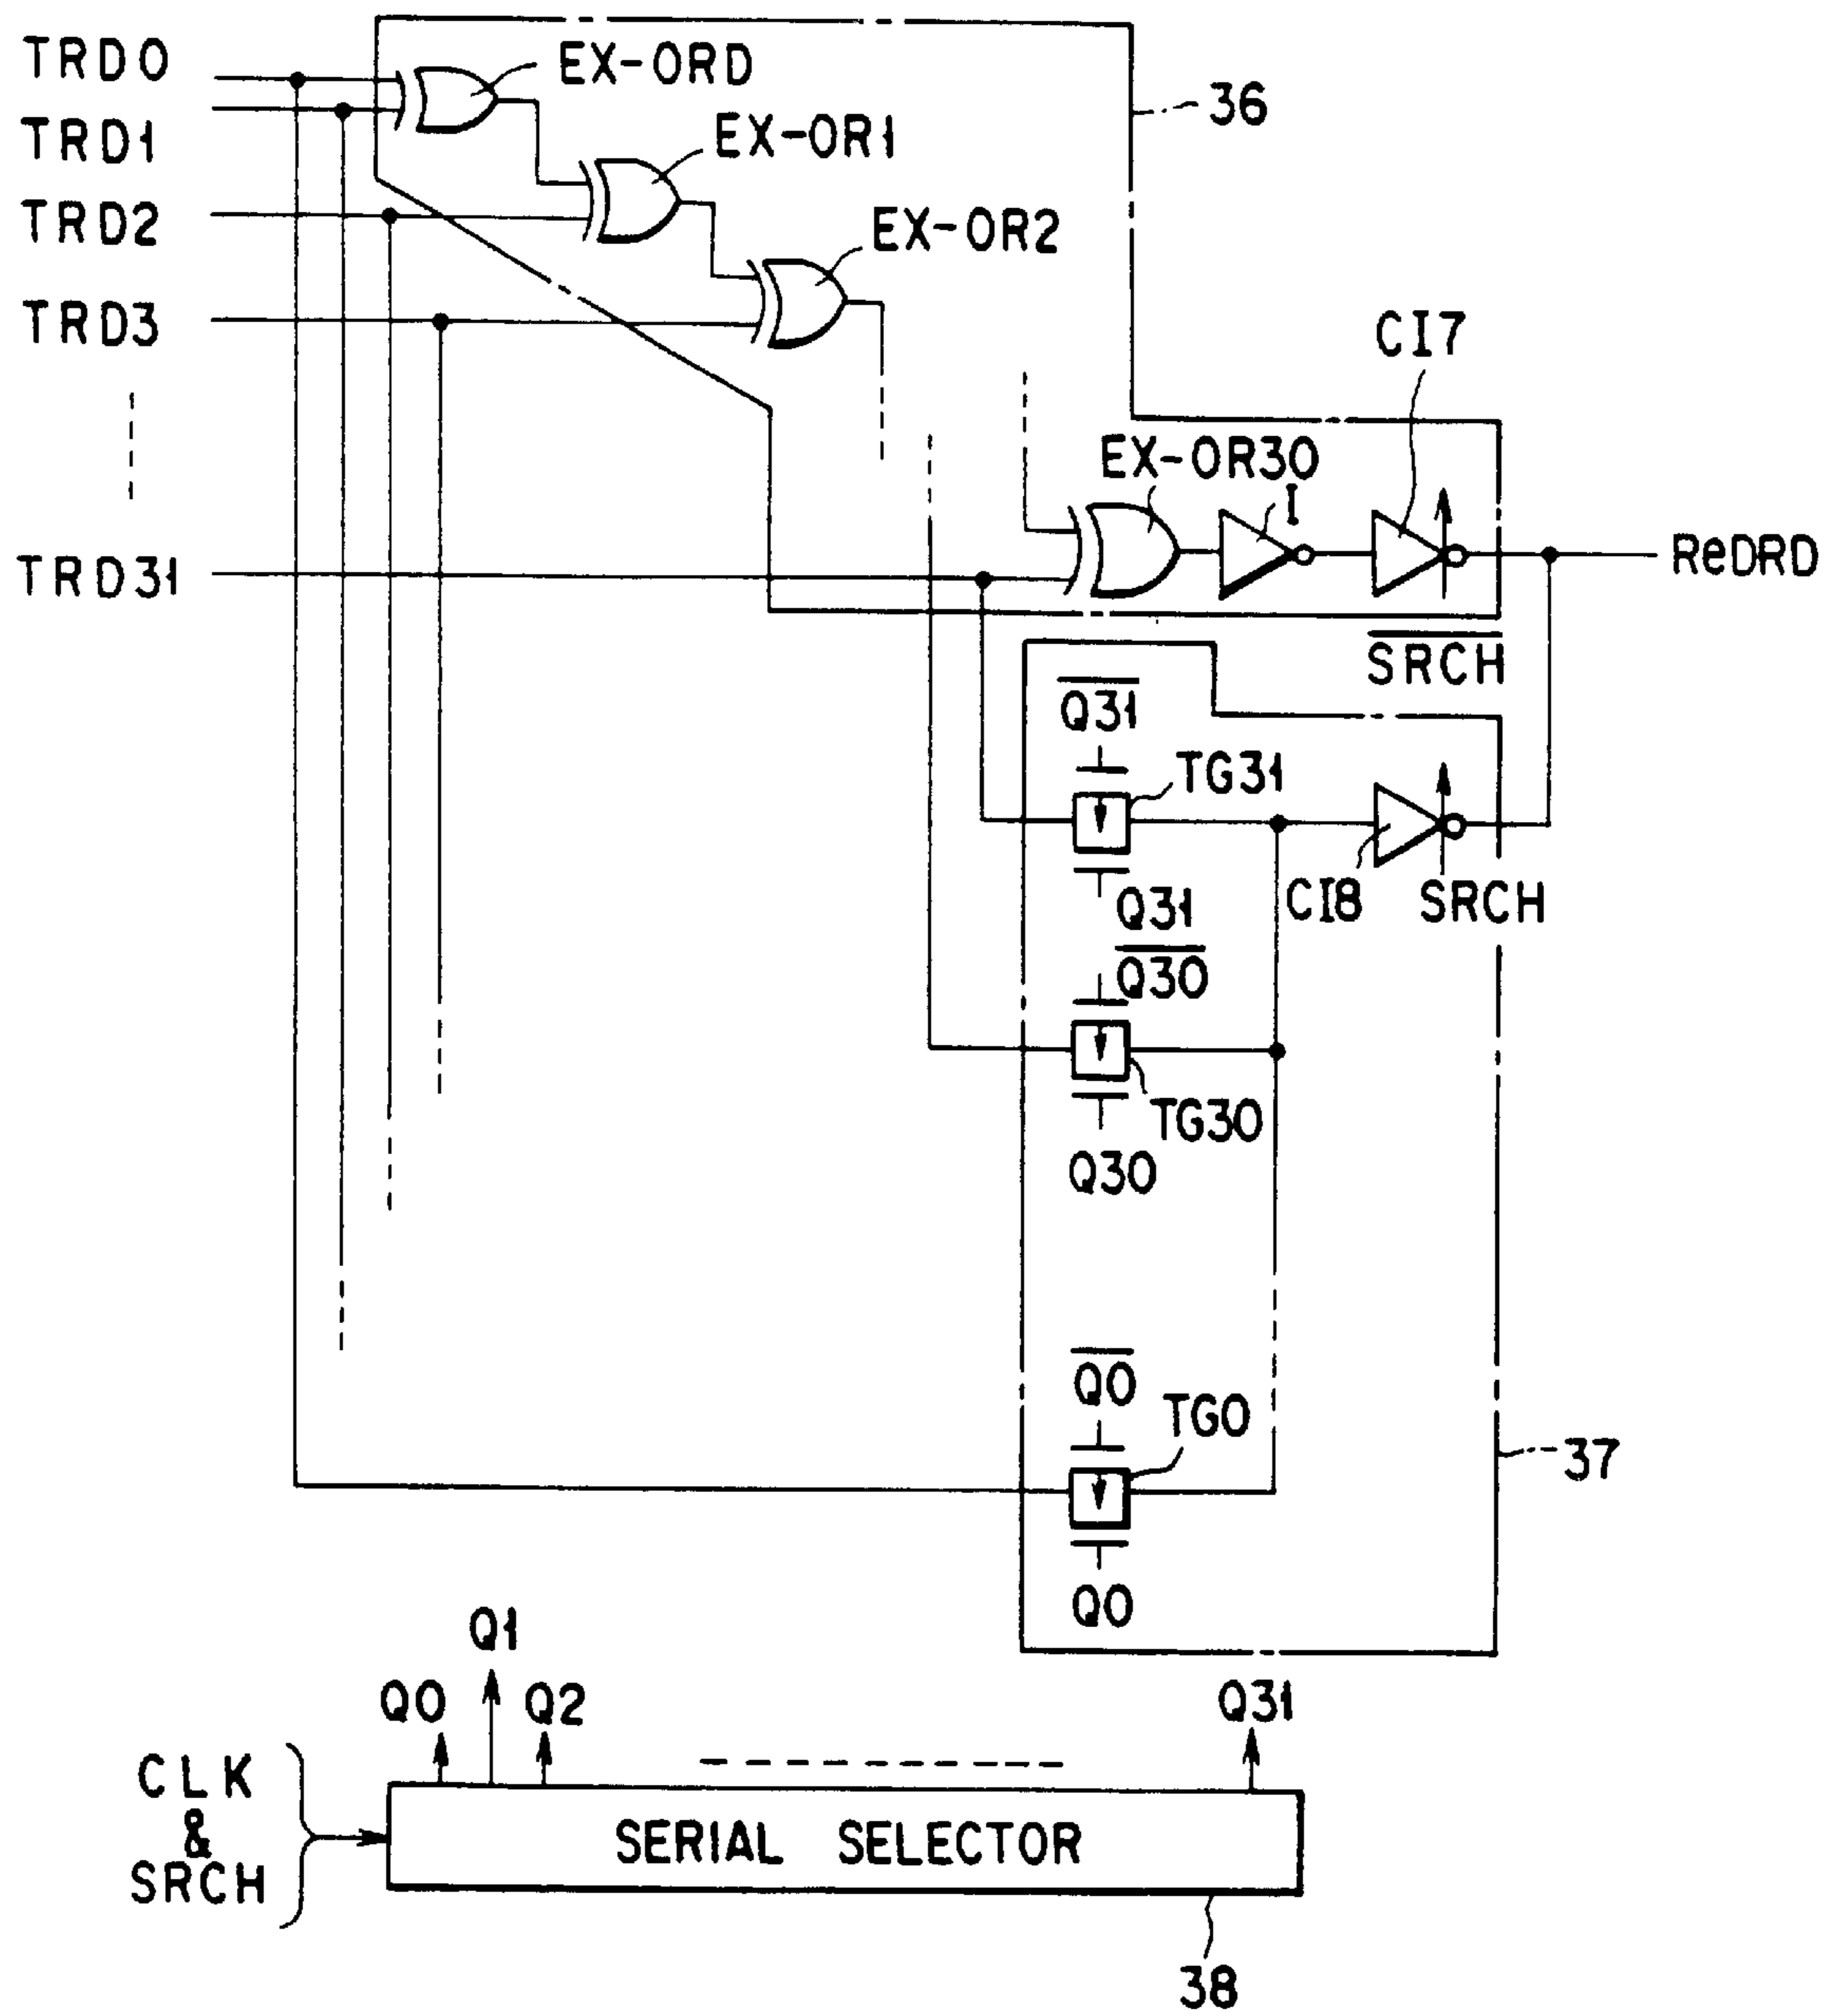 TRD0
EX-ORD
36
TRD1
EX-OR1
TRD2
EX-OR2
TRD3
CI7
EX-OR30
I
TRD31
ReDRD
SRCH
Q31
TG31
CI8
SRCH
Q31
Q30
TG30
Q30
Q0
TG0
37
Q0
Q1
Q0
Q2
Q31
CLK
&
SRCH
SERIAL SELECTOR
38